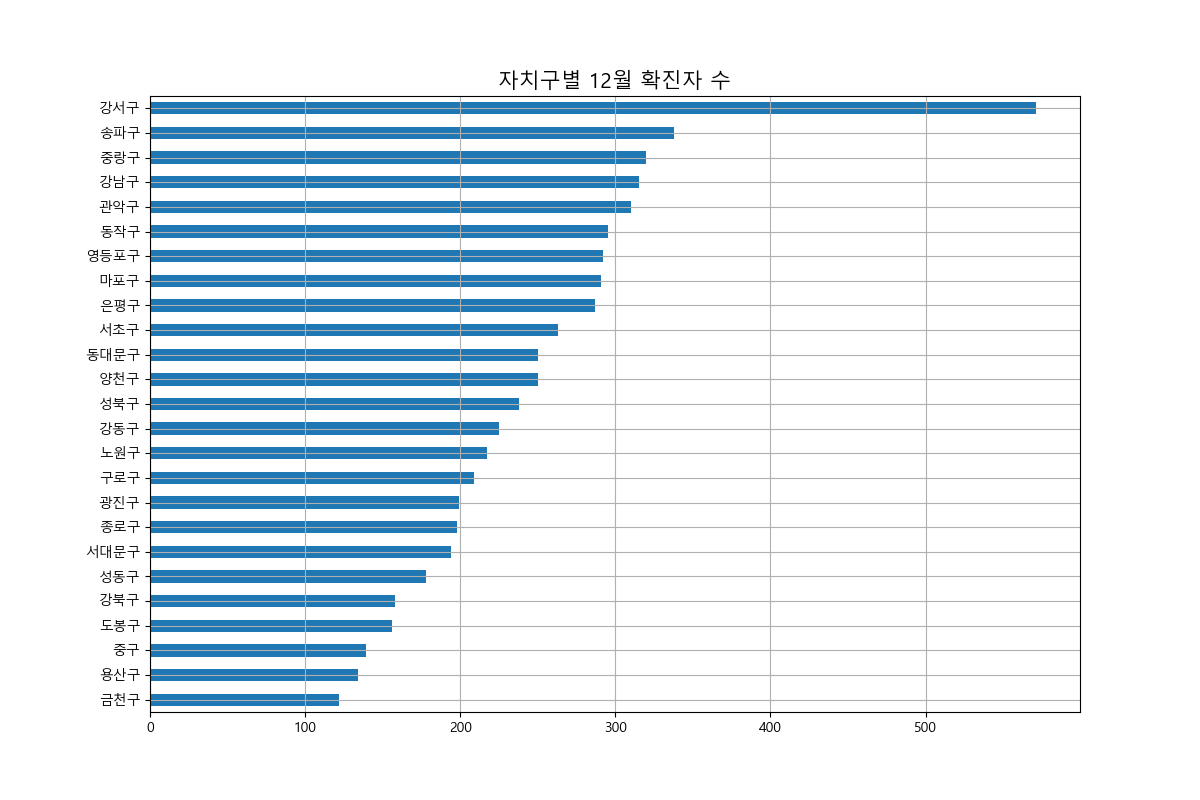 자치구별 12월 확진자 수
강서구
송파구
중랑구
강남구
관악구
동작구
영등포구
마포구
은평구
서초구
동대문구
양천구
성북구
강동구
노원구
구로구
광진구
종로구
서대문구
성동구
강북구
도봉구
중구
용산구
금천구
0 100 200 300 400 500